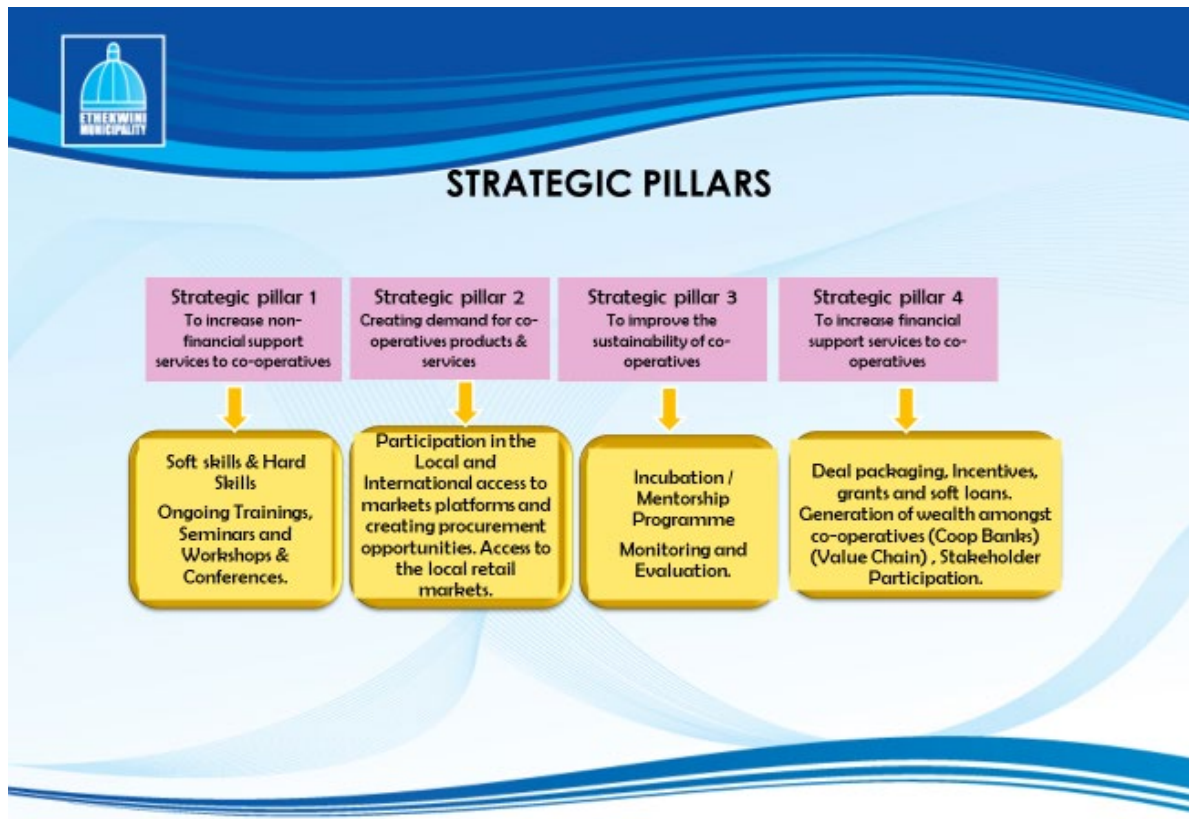 ETHEKWINI
MUNICIPALITY
STRATEGIC PILLARS
Strategic pillar 1
To increase non-
financial support
services to co-operatives
Strategic pillar 2
Creating demand for co-
operatives products &
services
Strategic pillar 3
To improve the
sustainability of co-
operatives
Strategic pillar 4
To increase financial
support services to co-
operatives
Soft skills & Hard
Skills
Ongoing Trainings,
Seminars and
Workshops &
Conferences.
Participation in the
Local and
International access to
markets platforms and
creating procurement
opportunities. Access to
the local retail
markets.
Incubation /
Mentorship
Programme
Monitoring and
Evaluation.
Deal packaging, Incentives,
grants and soft loans.
Generation of wealth amongst
co-operatives (Coop Banks)
(Value Chain) , Stakeholder
Participation.